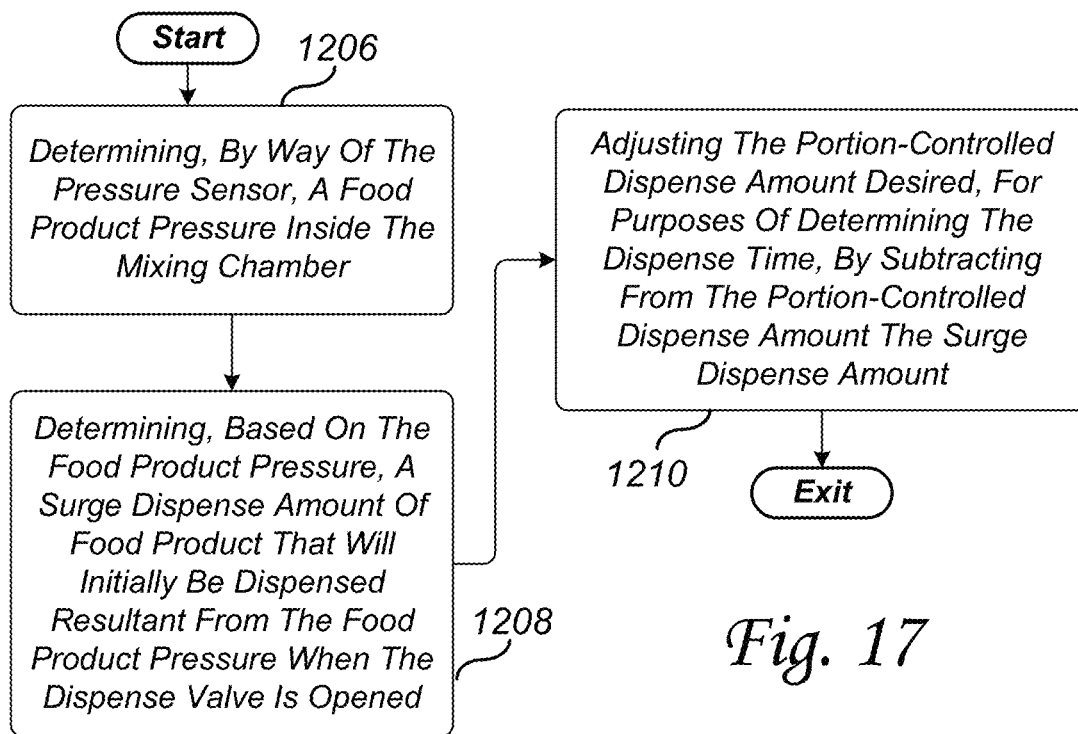 Start
1206
Determining, By Way Of The
Pressure Sensor, A Food
Product Pressure Inside The
Mixing Chamber
Determining, Based On The
Food Product Pressure, A
Surge Dispense Amount Of
Food Product That Will
Initially Be Dispensed
Resultant From The Food
Product Pressure When The
Dispense Valve Is Opened
1208
Adjusting The Portion-Controlled
Dispense Amount Desired, For
Purposes Of Determining The
Dispense Time, By Subtracting
From The Portion-Controlled
Dispense Amount The Surge
Dispense Amount
1210
Exit
Fig. 17